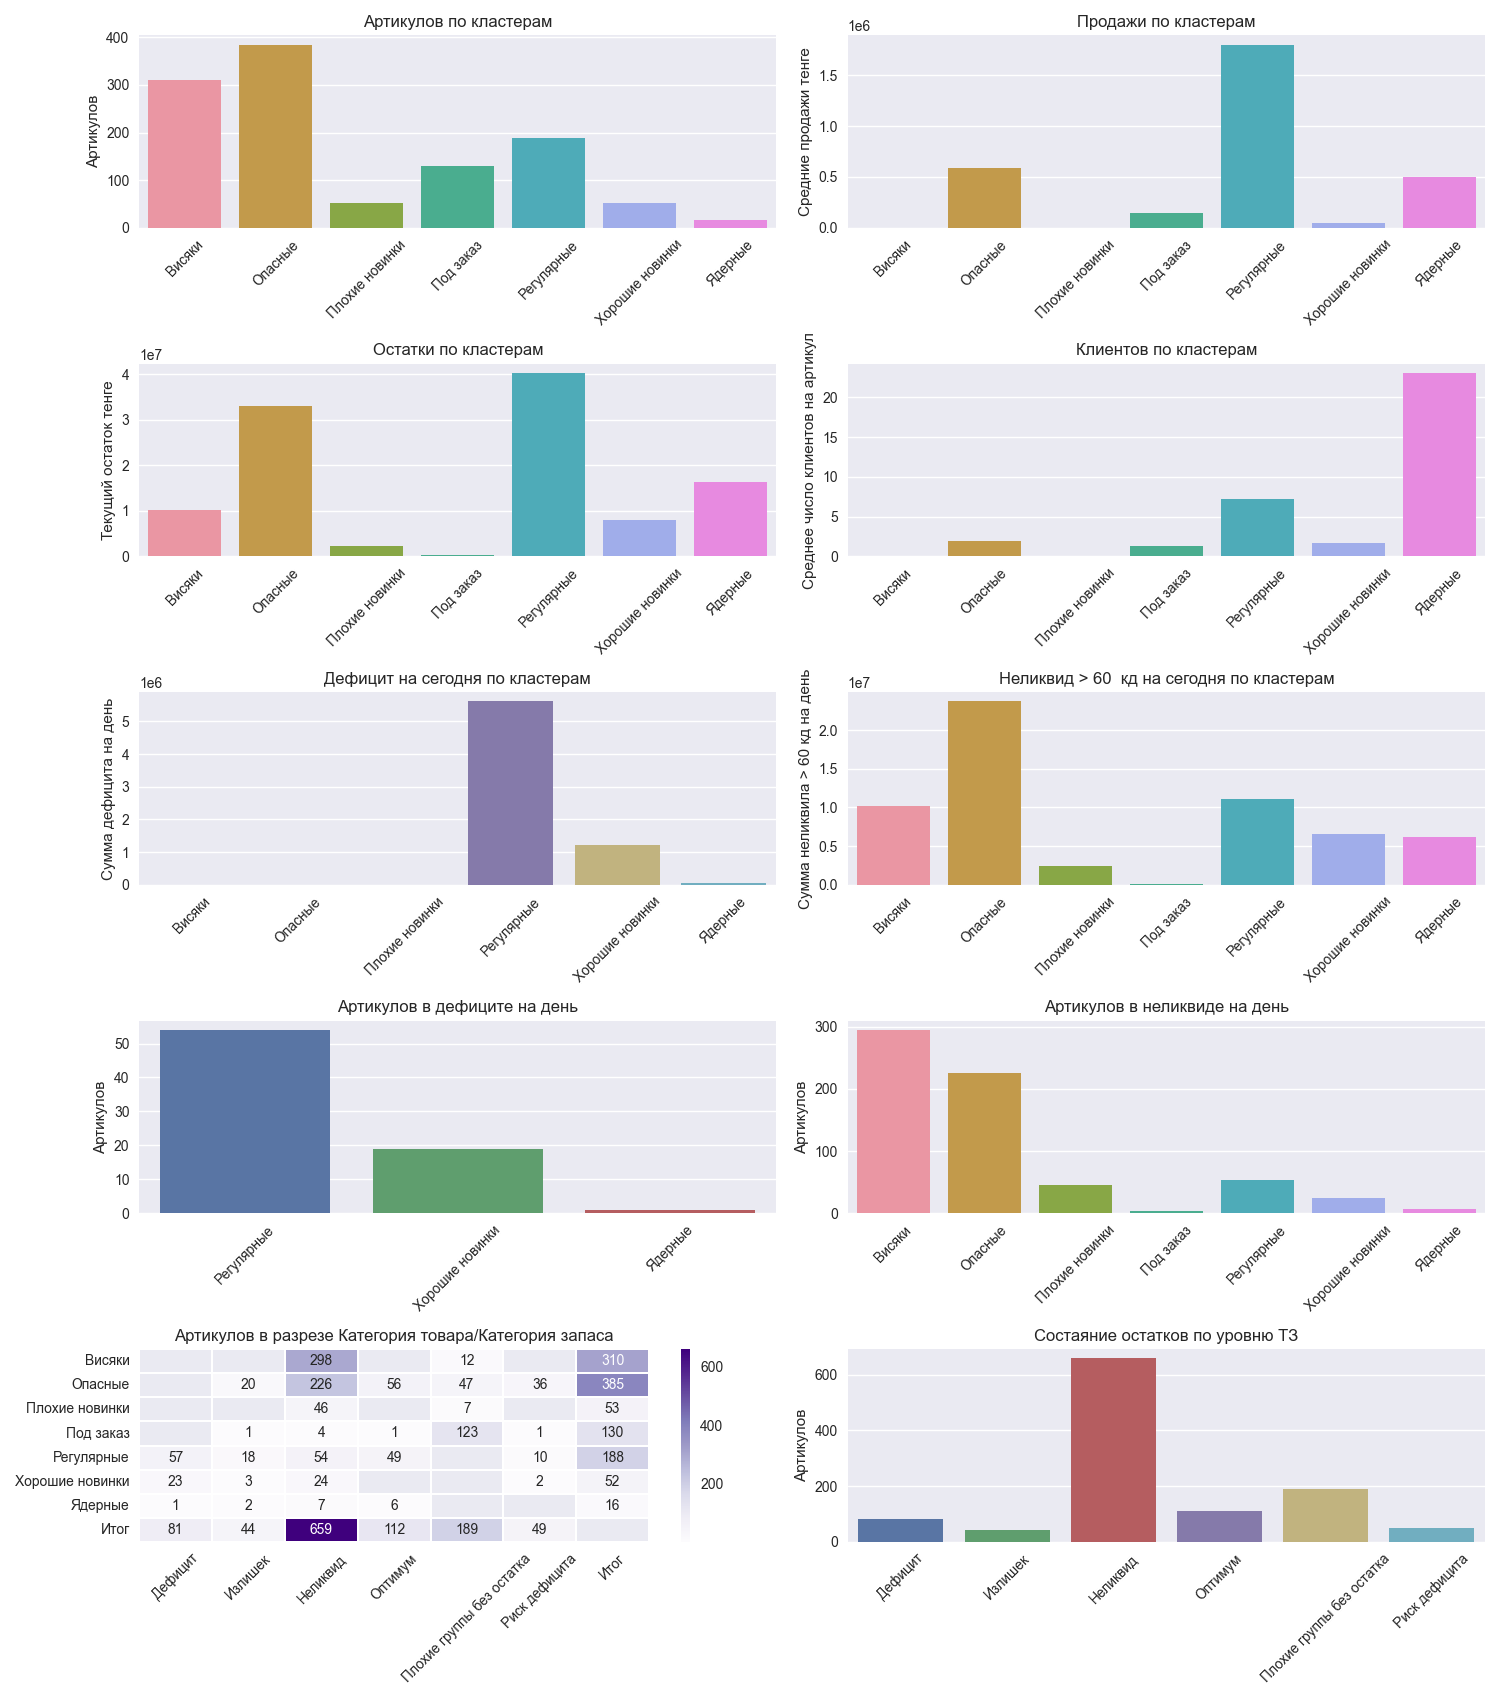 Артикулов по кластерам
Артикулов
400
300
200
100
0
Висяки
Опасные
Плохие новинки
Под заказ
Регулярные
Хорошие новинки
Ядерные
Продажи по кластерам
1e6
Средние продажи тенге
1.5
1.0
0.5
0.0
Висяки
Опасные
Плохие новинки
Под заказ
Регулярные
Хорошие новинки
Ядерные
Остатки по кластерам
1e7
Текущий остаток тенге
4
3
2
1
0
Висяки
Опасные
Плохие новинки
Под заказ
Регулярные
Хорошие новинки
Ядерные
Клиентов по кластерам
Среднее число клиентов на артикул
20
15
10
5
0
Висяки
Опасные
Плохие новинки
Под заказ
Регулярные
Хорошие новинки
Ядерные
Дефицит на сегодня по кластерам
1e6
Сумма дефицита на день
5
4
3
2
1
0
Висяки
Опасные
Плохие новинки
Регулярные
Хорошие новинки
Ядерные
Неликвид > 60  кд на сегодня по кластерам
1e7
Сумма неликвила > 60 кд на день
2.0
1.5
1.0
0.5
0.0
Висяки
Опасные
Плохие новинки
Под заказ
Регулярные
Хорошие новинки
Ядерные
Артикулов в дефиците на день
Артикулов
50
40
30
20
10
0
Регулярные
Хорошие новинки
Ядерные
Артикулов в неликвиде на день
Артикулов
300
200
100
0
Висяки
Опасные
Плохие новинки
Под заказ
Регулярные
Хорошие новинки
Ядерные
Артикулов в разрезе Категория товара/Категория запаса
Висяки 298 12 310
Опасные 20 226 56 47 36 385
Плохие новинки 46 7 53
Под заказ 1 4 1 123 1 130
Регулярные 57 18 54 49 10 188
Хорошие новинки 23 3 24 2 52
Ядерные 1 2 7 6 16
Итог 81 44 659 112 189 49
Дефицит
Излишек
Неликвид
Оптимум
Плохие группы без остатка
Риск дефицита
Итог
600
400
200
Состаяние остатков по уровню ТЗ
Артикулов
600
400
200
0
Дефицит
Излишек
Неликвид
Оптимум
Плохие группы без остатка
Риск дефицита